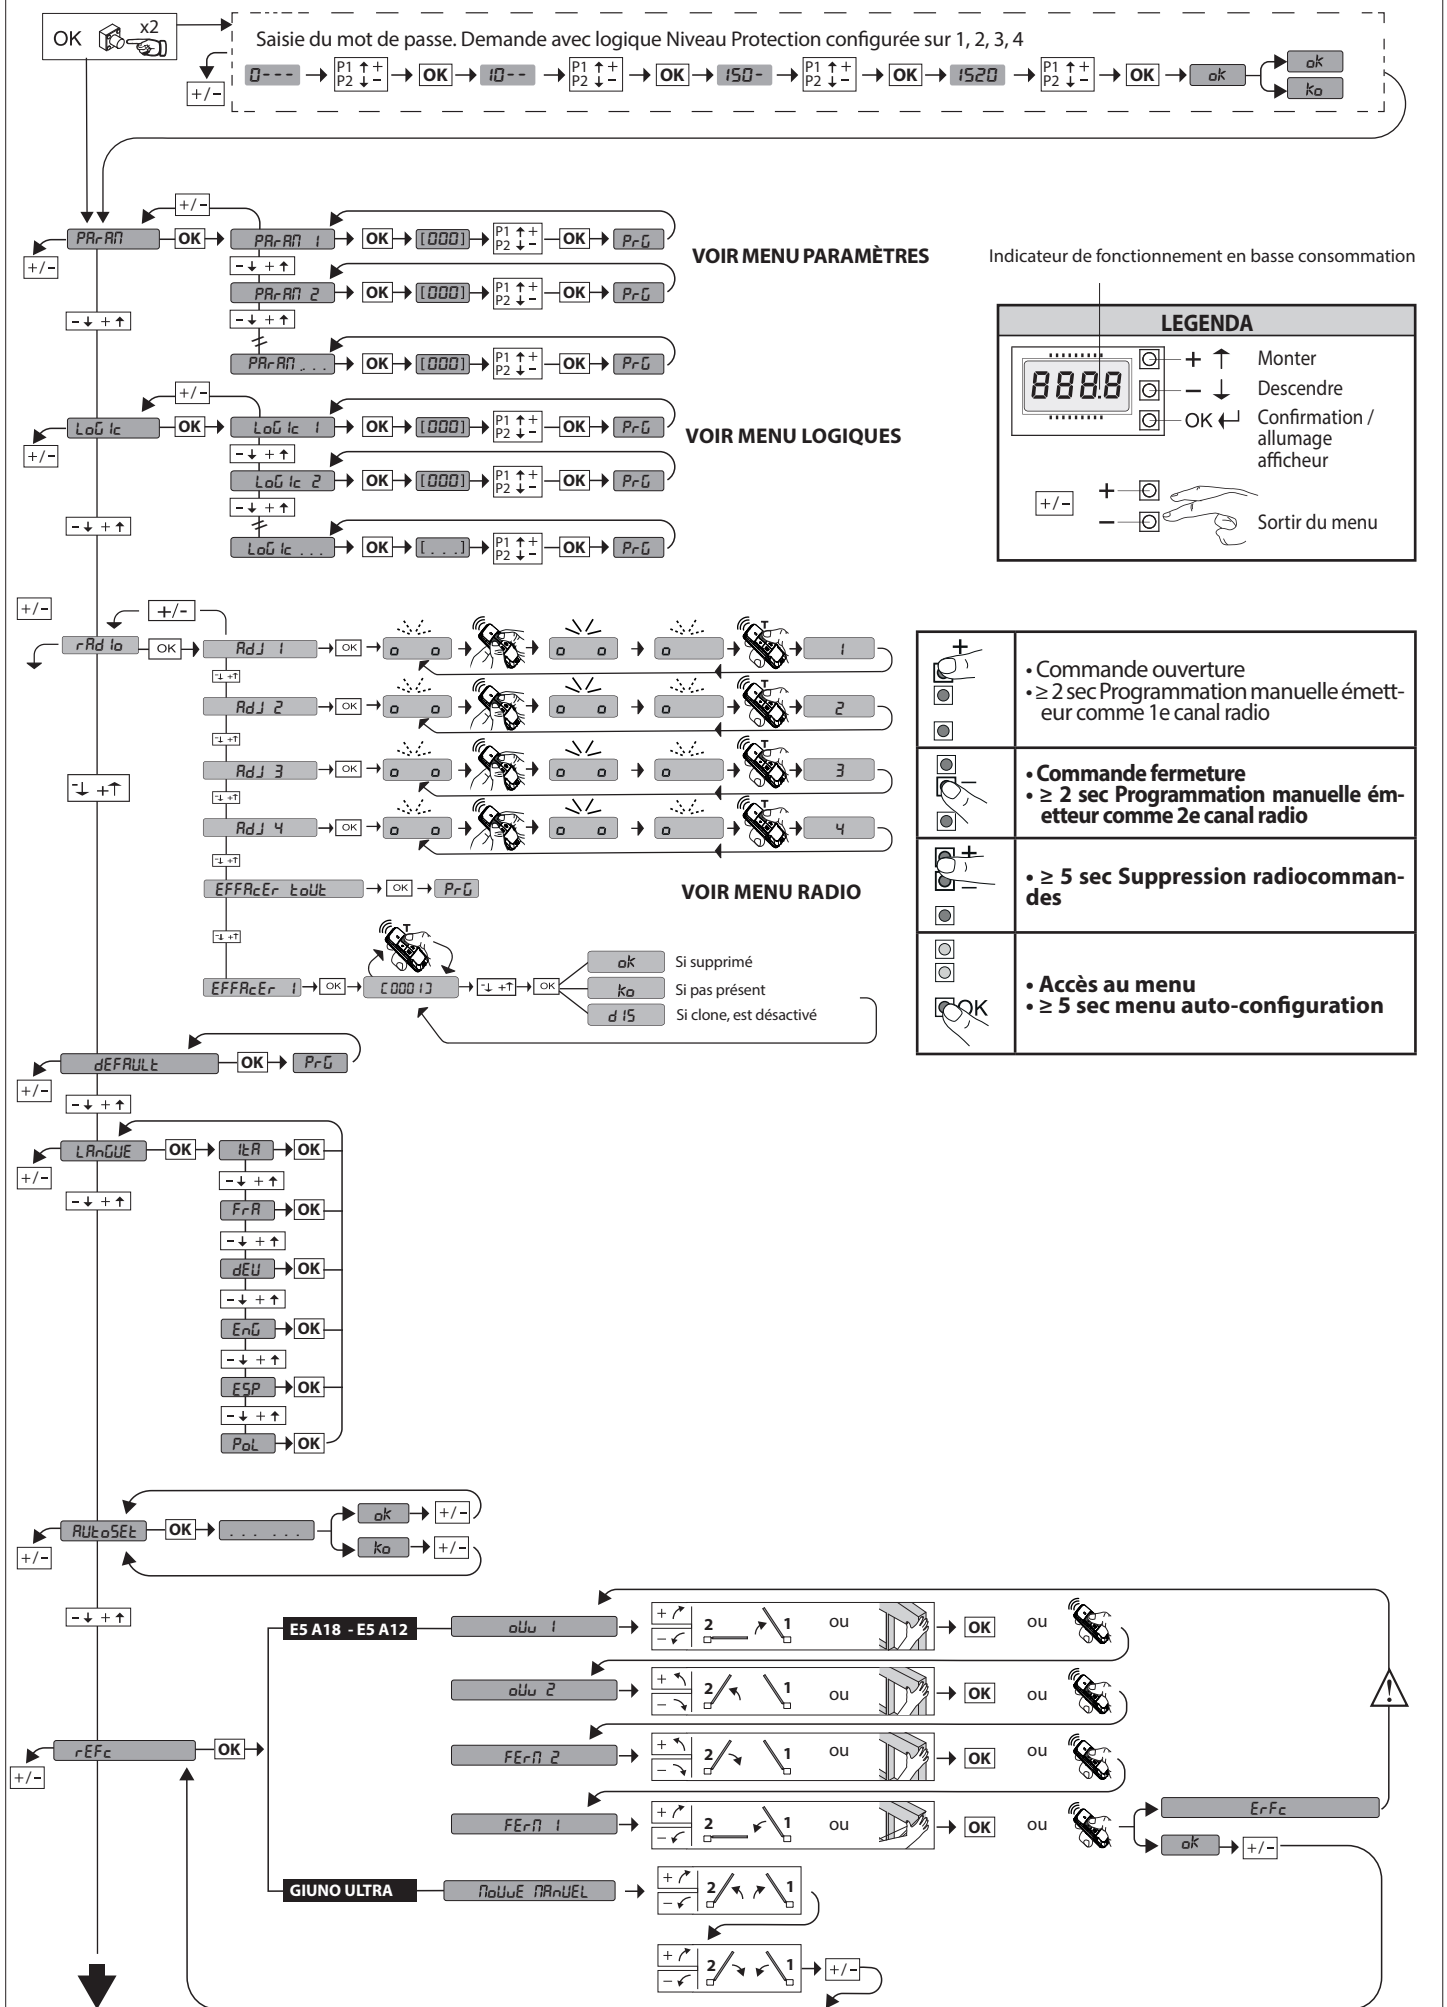 OK x2
Saisie du mot de passe. Demande avec logique Niveau Protection configurée sur 1, 2, 3, 4
+/-
0--- P1 ↑ + P2 ↓ - OK 10-- P1 ↑ + P2 ↓ - OK 150- P1 ↑ + P2 ↓ - OK 1520 P1 ↑ + P2 ↓ - OK ok ok
ko
+/-
PArAM OK PArAM 1 OK [000] P1 ↑ + P2 ↓ - OK PrG
+/-
- ↓ + ↑
PArAM 2 OK [000] P1 ↑ + P2 ↓ - OK PrG
- ↓ + ↑
- ↓ + ↑
PArAM ... OK [000] P1 ↑ + P2 ↓ - OK PrG
VOIR MENU PARAMÈTRES
+/-
LoGIc OK LoGIc 1 OK [000] P1 ↑ + P2 ↓ - OK PrG
+/-
- ↓ + ↑
LoGIc 2 OK [000] P1 ↑ + P2 ↓ - OK PrG
- ↓ + ↑
- ↓ + ↑
LoGIc ... OK [...] P1 ↑ + P2 ↓ - OK PrG
VOIR MENU LOGIQUES
Indicateur de fonctionnement en basse consommation
LEGENDA
888.8
+ ↑ Monter
- ↓ Descendre
OK Confirmation /
allumage
afficheur
+/-
+
-
Sortir du menu
+/-
+/-
rAdIo OK AdJ 1 OK o o o o o T 1
-↓ +↑
AdJ 2 OK o o o o o T 2
-↓ +↑
AdJ 3 OK o o o o o T 3
-↓ +↑
-↓ +↑
AdJ 4 OK o o o o o T 4
-↓ +↑
EFFAcEr toUt OK PrG
VOIR MENU RADIO
-↓ +↑
T
EFFAcEr 1 OK [0001] -↓ +↑ OK
ok Si supprimé
ko Si pas présent
dIS Si clone, est désactivé
+
• Commande ouverture
• ≥ 2 sec Programmation manuelle émett-
eur comme 1e canal radio
-
• Commande fermeture
• ≥ 2 sec Programmation manuelle ém-
etteur comme 2e canal radio
+
-
• ≥ 5 sec Suppression radiocomman-
des
OK
• Accès au menu
• ≥ 5 sec menu auto-configuration
dEFAULt OK PrG
+/-
- ↓ + ↑
LAnGUE OK ItA OK
+/-
- ↓ + ↑
- ↓ + ↑
FrA OK
- ↓ + ↑
dEU OK
- ↓ + ↑
EnG OK
- ↓ + ↑
ESP OK
- ↓ + ↑
PoL OK
AUtoSEt OK ... ... ok +/-
ko +/-
+/-
- ↓ + ↑
E5 A18 - E5 A12 oUv 1 + - 2 1 ou OK ou
oUv 2 + - 2 1 ou OK ou
rEFc OK
+/-
FErM 2 + - 2 1 ou OK ou
FErM 1 + - 2 1 ou OK ou
ErFc
ok +/-
GIUNO ULTRA MoUvE MAnUEL + - 2 1
+ - 2 1 +/-